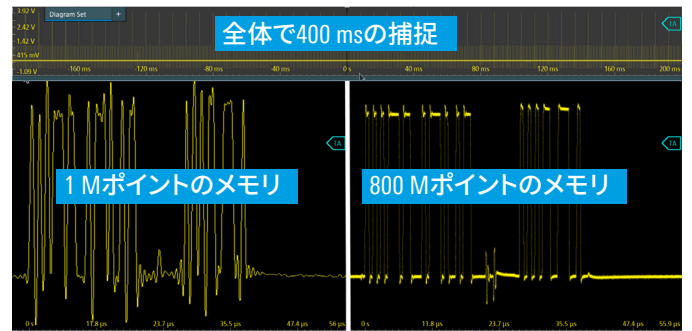 3.92 V
Diagram Set +
2.42 V
1.42 V
全体で400 msの捕捉
1A
-415 mV
-1.09 V
-160 ms -120 ms -80 ms -40 ms 0 s 40 ms 80 ms 120 ms 160 ms 200 ms
1A 1A
1 Mポイントのメモリ 800 Mポイントのメモリ
0 s 11.8 µs 23.7 µs 35.5 µs 47.4 µs 56 µs 0 s 11.8 µs 23.7 µs 35.5 µs 47.4 µs 55.9 µs